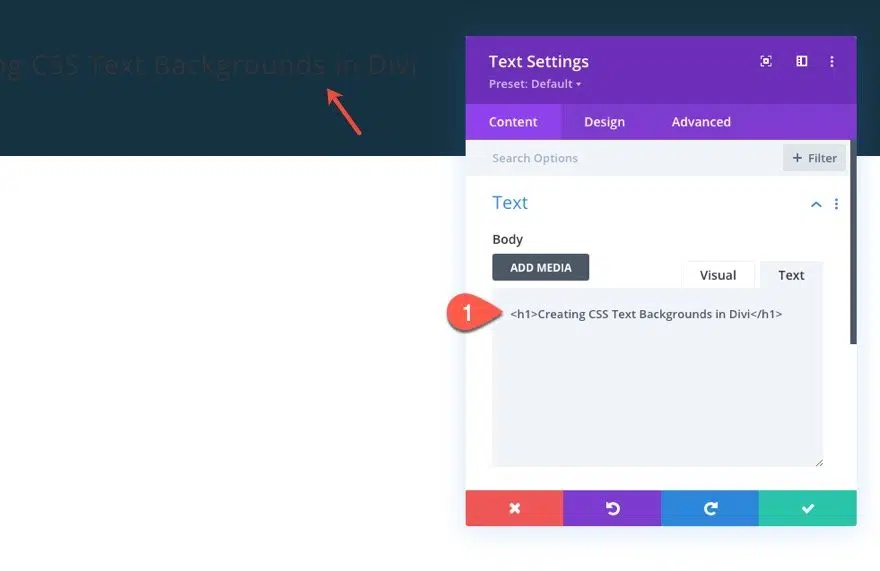 ng CSS Text Backgrounds in Divi
Text Settings
Preset: Default
Content Design Advanced
Search Options + Filter
Text
Body
ADD MEDIA
Visual Text
1
<h1>Creating CSS Text Backgrounds in Divi</h1>